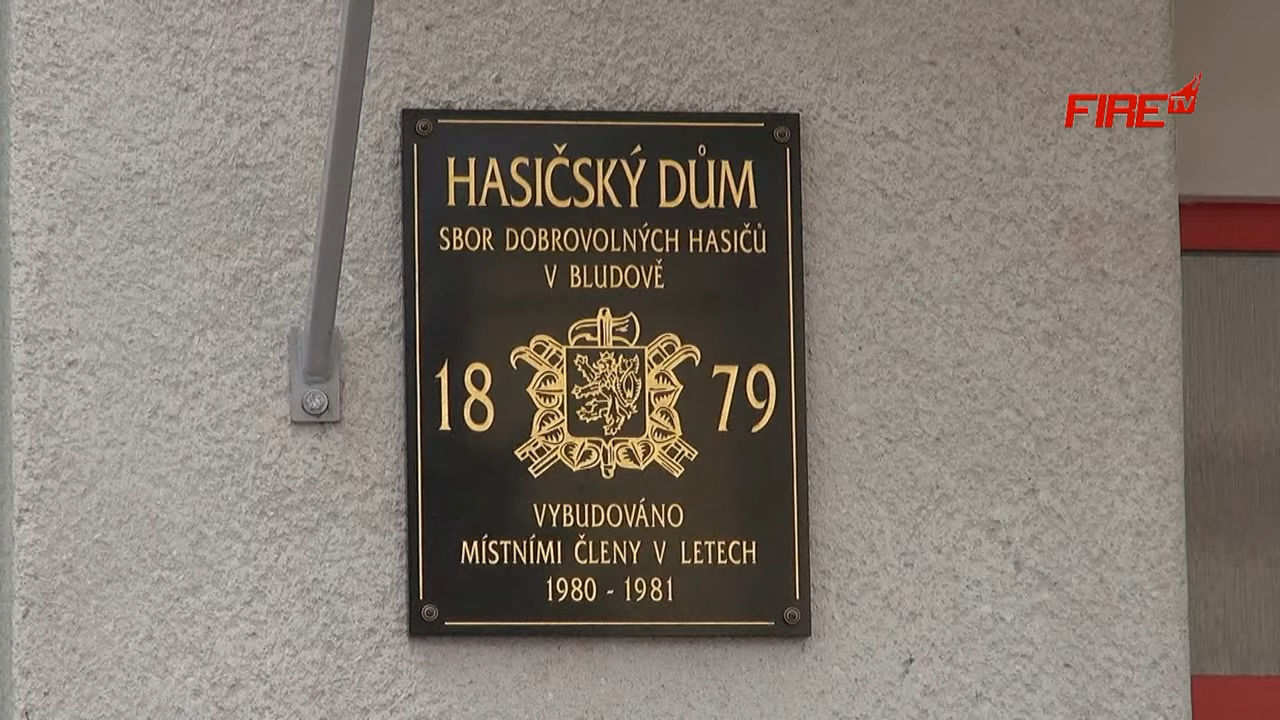 FIRE TV
HASIČSKÝ DŮM
SBOR DOBROVOLNÝCH HASIČŮ
V BLUDOVĚ
18 79
VYBUDOVÁNO
MÍSTNÍMI ČLENY V LETECH
1980 - 1981